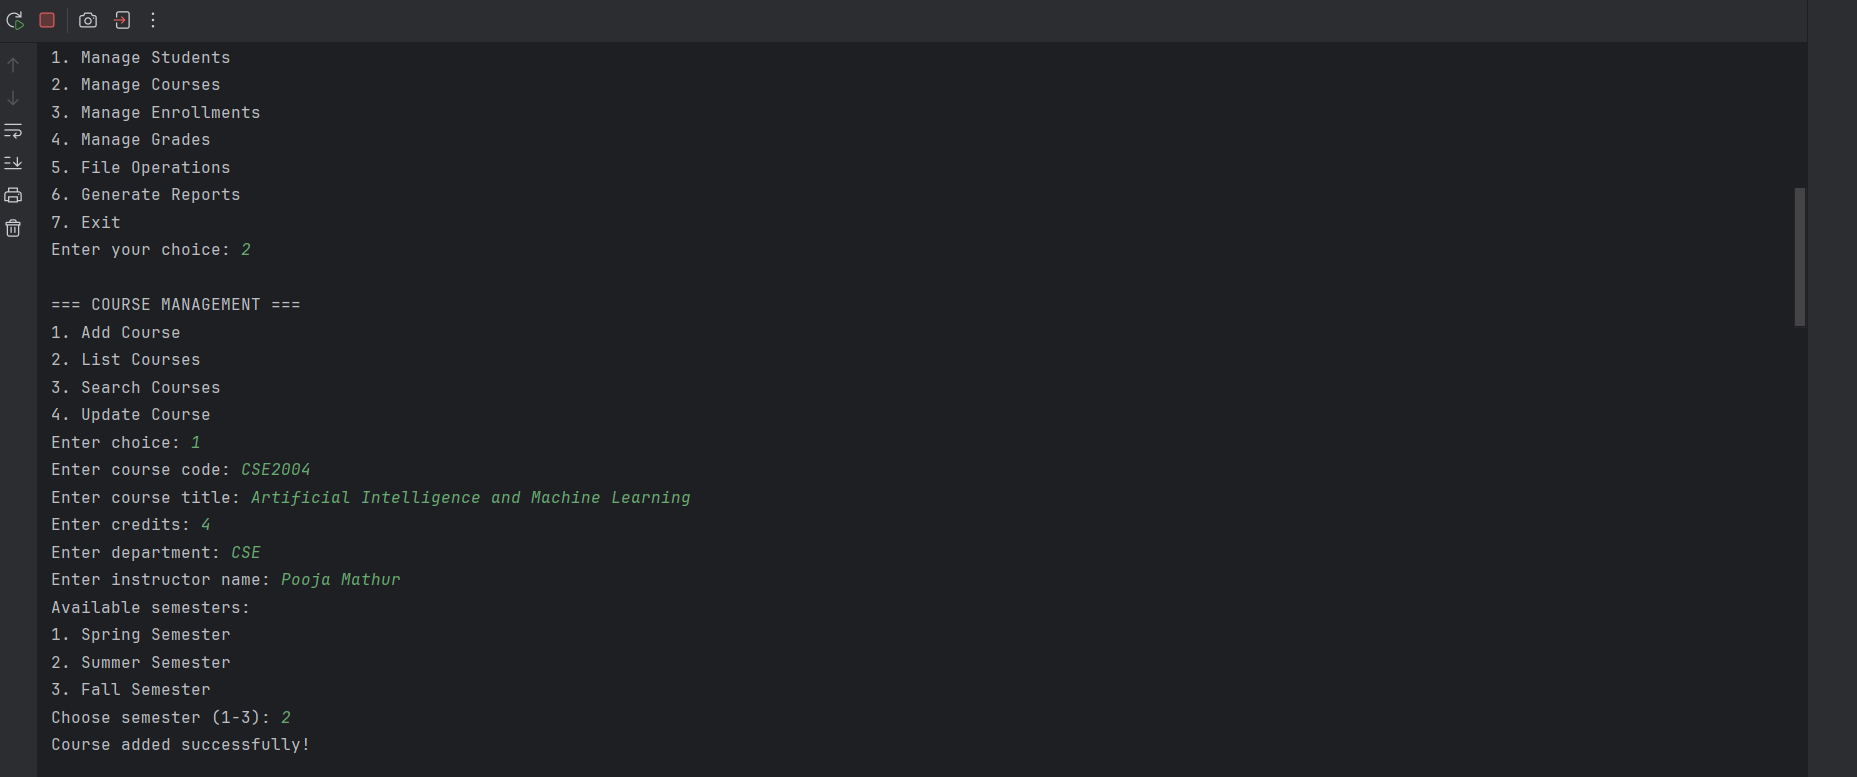 1. Manage Students
2. Manage Courses
3. Manage Enrollments
4. Manage Grades
5. File Operations
6. Generate Reports
7. Exit
Enter your choice: 2
=== COURSE MANAGEMENT ===
1. Add Course
2. List Courses
3. Search Courses
4. Update Course
Enter choice: 1
Enter course code: CSE2004
Enter course title: Artificial Intelligence and Machine Learning
Enter credits: 4
Enter department: CSE
Enter instructor name: Pooja Mathur
Available semesters:
1. Spring Semester
2. Summer Semester
3. Fall Semester
Choose semester (1-3): 2
Course added successfully!